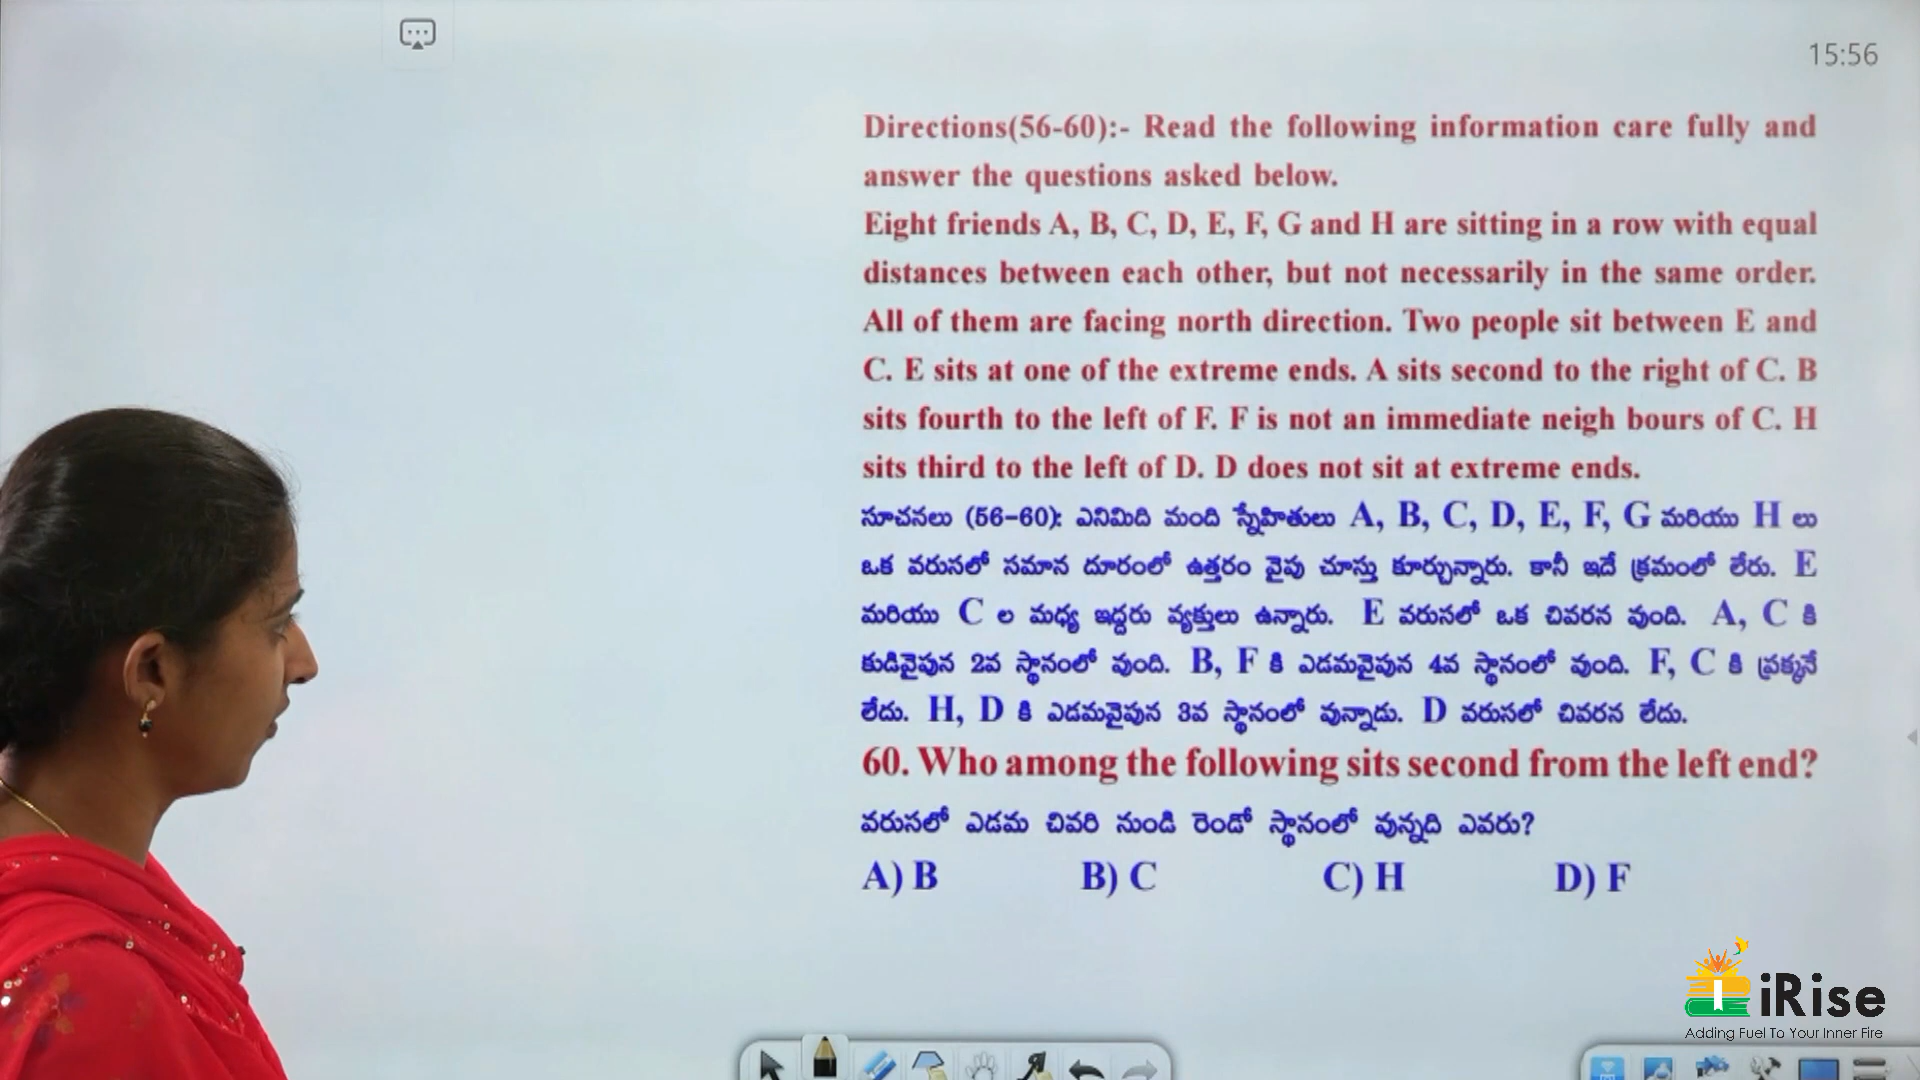 15:56
Directions(56-60):- Read the following information care fully and
answer the questions asked below.
Eight friends A, B, C, D, E, F, G and H are sitting in a row with equal
distances between each other, but not necessarily in the same order.
All of them are facing north direction. Two people sit between E and
C. E sits at one of the extreme ends. A sits second to the right of C. B
sits fourth to the left of F. F is not an immediate neigh bours of C. H
sits third to the left of D. D does not sit at extreme ends.
సూచనలు (56-60): ఎనిమిది మంది స్నేహితులు A, B, C, D, E, F, G మరియు H లు
ఒక వరుసలో సమాన దూరంలో ఉత్తరం వైపు చూస్తు కూర్చున్నారు. కానీ ఇదే క్రమంలో లేరు. E
మరియు C ల మధ్య ఇద్దరు వ్యక్తులు ఉన్నారు. E వరుసలో ఒక చివరన వుంది. A, C కి
కుడివైపున 2వ స్థానంలో వుంది. B, F కి ఎడమవైపున 4వ స్థానంలో వుంది. F, C కి ప్రక్కనే
లేదు. H, D కి ఎడమవైపున 3వ స్థానంలో వున్నాడు. D వరుసలో చివరన లేదు.
60. Who among the following sits second from the left end?
వరుసలో ఎడమ చివరి నుండి రెండో స్థానంలో వున్నది ఎవరు?
A) B B) C C) H D) F
iRise
Adding Fuel To Your Inner Fire